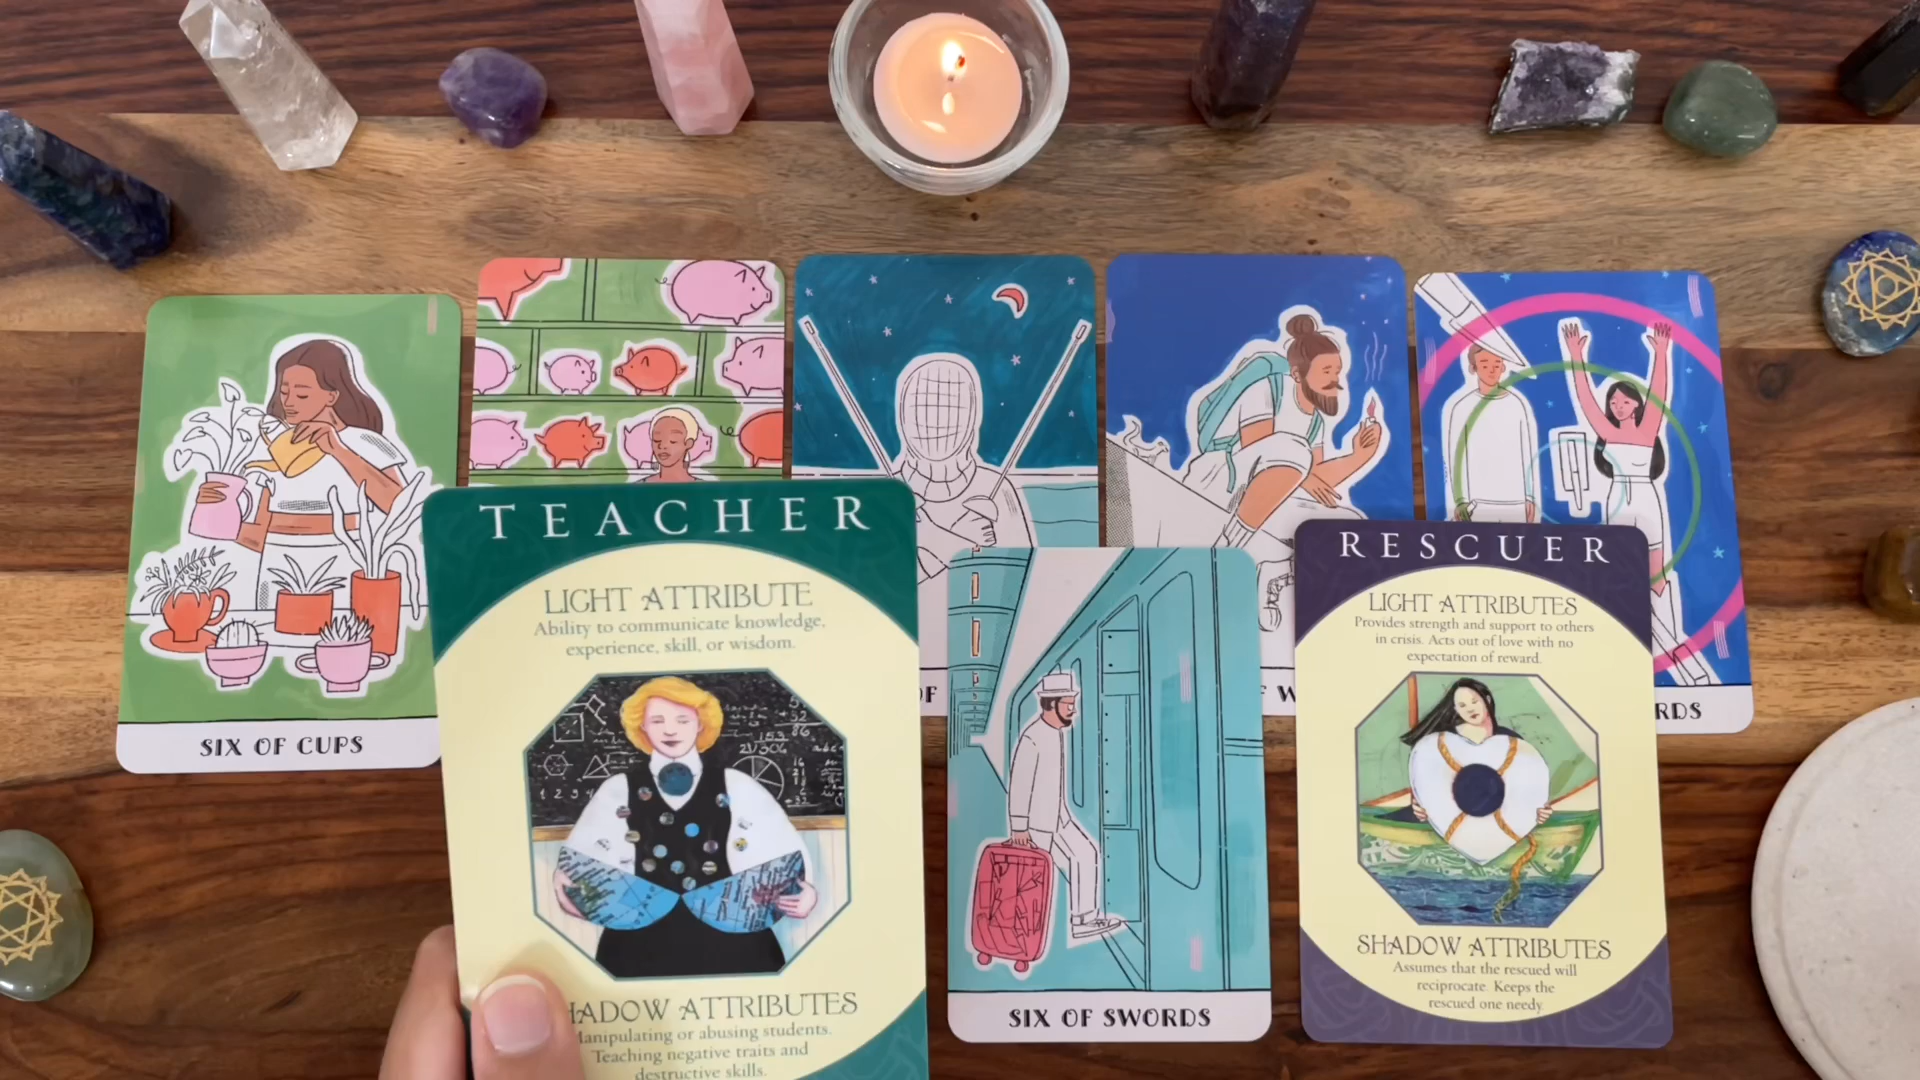 SIX OF CUPS
TEACHER
LIGHT ATTRIBUTE
Ability to communicate knowledge,
experience, skill, or wisdom.
SHADOW ATTRIBUTES
Manipulating or abusing students.
Teaching negative traits and
destructive skills.
OF
SIX OF SWORDS
F W
RESCUER
LIGHT ATTRIBUTES
Provides strength and support to others
in crisis. Acts out of love with no
expectation of reward.
SHADOW ATTRIBUTES
Assumes that the rescued will
reciprocate. Keeps the
rescued one needy.
RDS